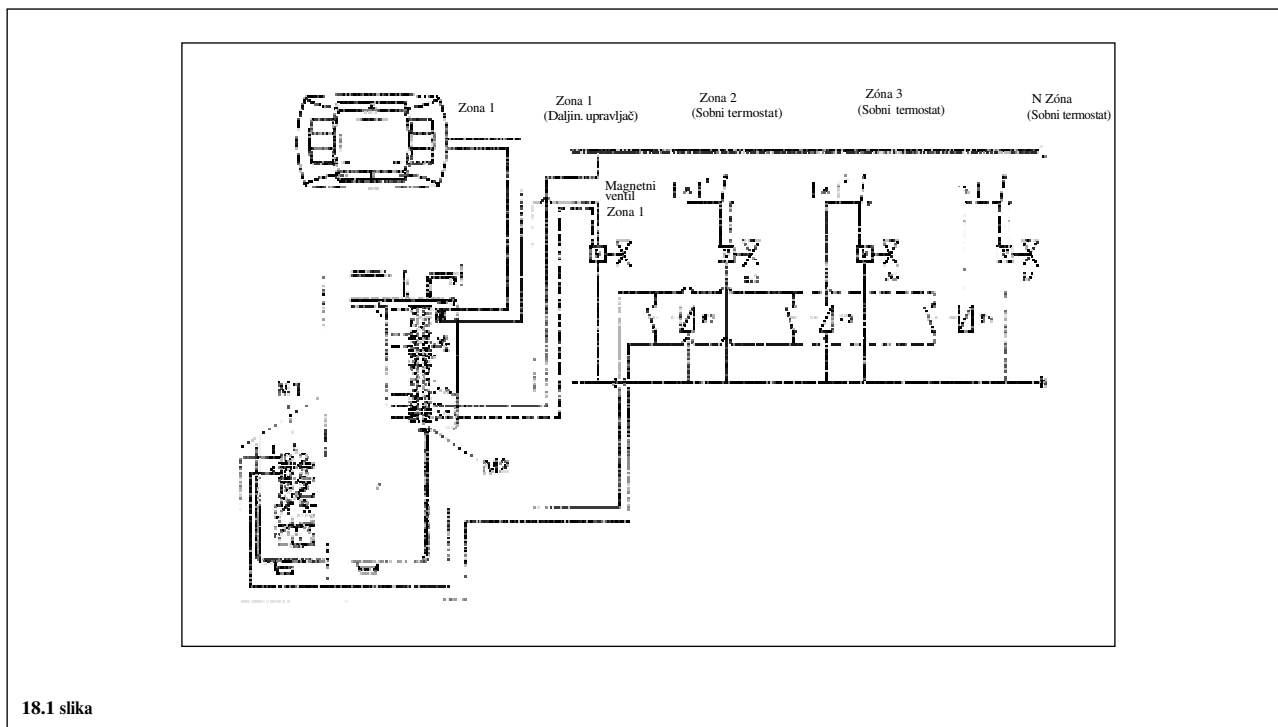 Zona 1
Zona 1
(Daljin. upravljač)
Zona 2
(Sobni termostat)
Zóna 3
(Sobni termostat)
N Zóna
(Sobni termostat)
Magnetni
ventil
Zona 1
M1
M2
18.1 slika